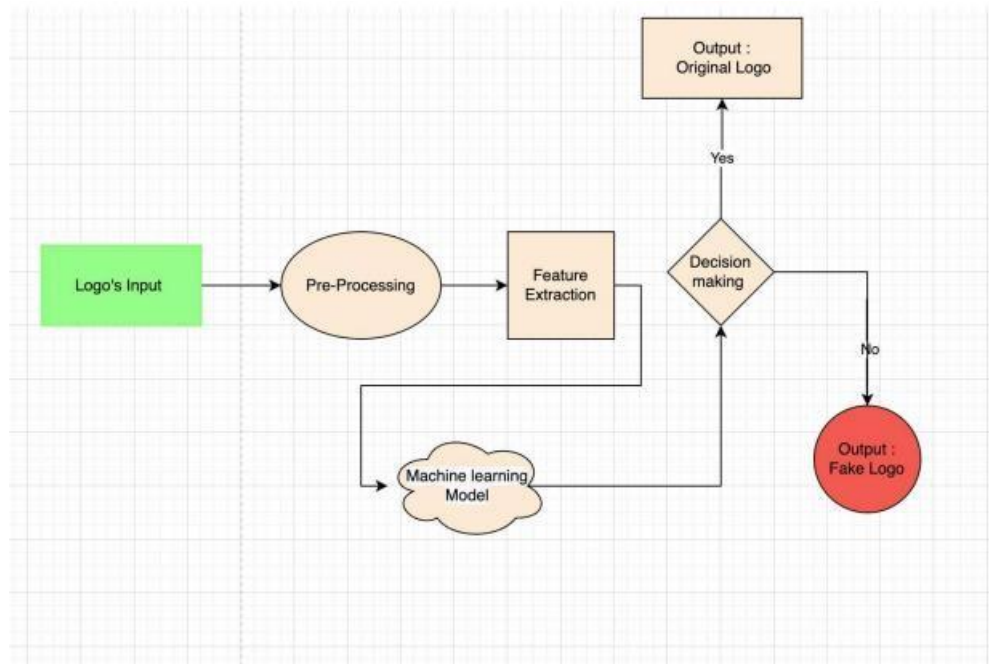 Output :
Original Logo
Yes
Logo's Input
Pre-Processing
Feature
Extraction
Decision
making
No
Machine learning
Model
Output :
Fake Logo